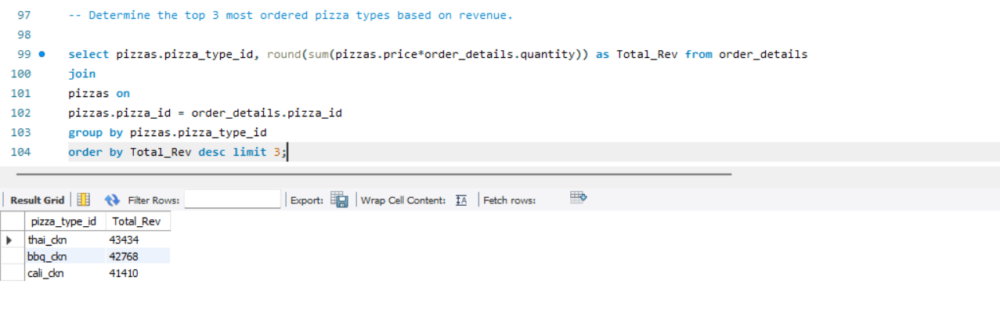 97 -- Determine the top 3 most ordered pizza types based on revenue.
98
99 select pizzas.pizza_type_id, round(sum(pizzas.price*order_details.quantity)) as Total_Rev from order_details
100 join
101 pizzas on
102 pizzas.pizza_id = order_details.pizza_id
103 group by pizzas.pizza_type_id
104 order by Total_Rev desc limit 3;
Result Grid Filter Rows: Export: Wrap Cell Content: IA Fetch rows:
pizza_type_id Total_Rev
thai_ckn 43434
bbq_ckn 42768
cali_ckn 41410